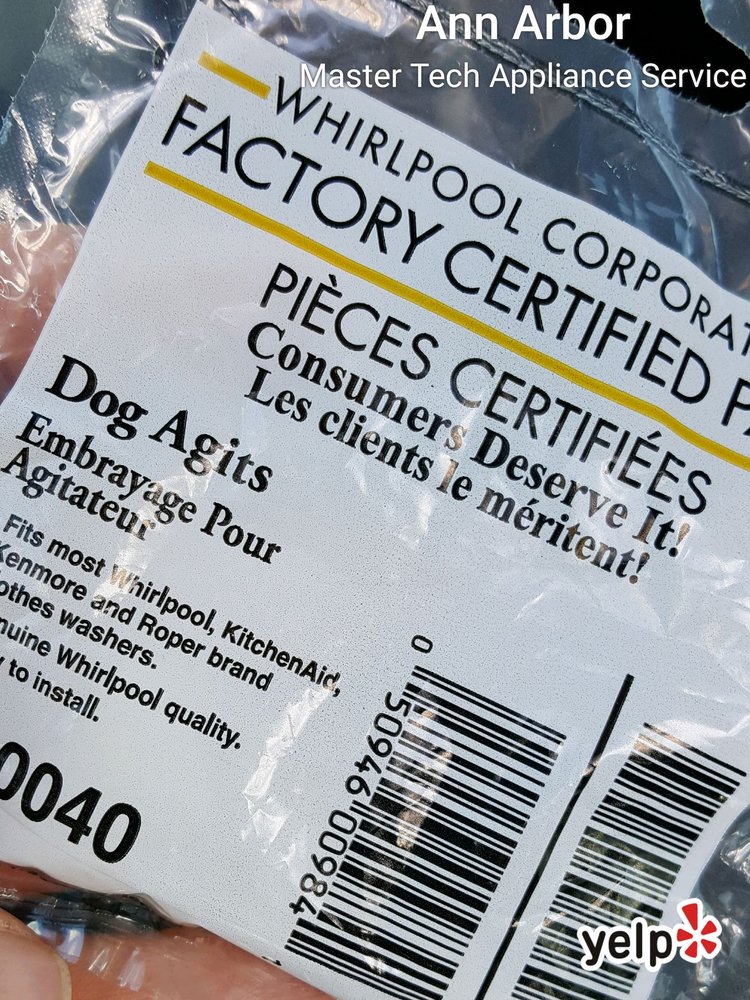 Ann Arbor
Master Tech Appliance Service
WHIRLPOOL CORPORA
FACTORY CERTIFIED
PIÈCES CERTIFIÉES
Consumers Deserve It!
Les clients le méritent!
Dog Agits
Embrayage Pour
Agitateur
Fits most Whirlpool, KitchenAid,
Kenmore and Roper brand
othes washers.
nuine Whirlpool quality.
to install.
0040
0 50946 00984
yelp